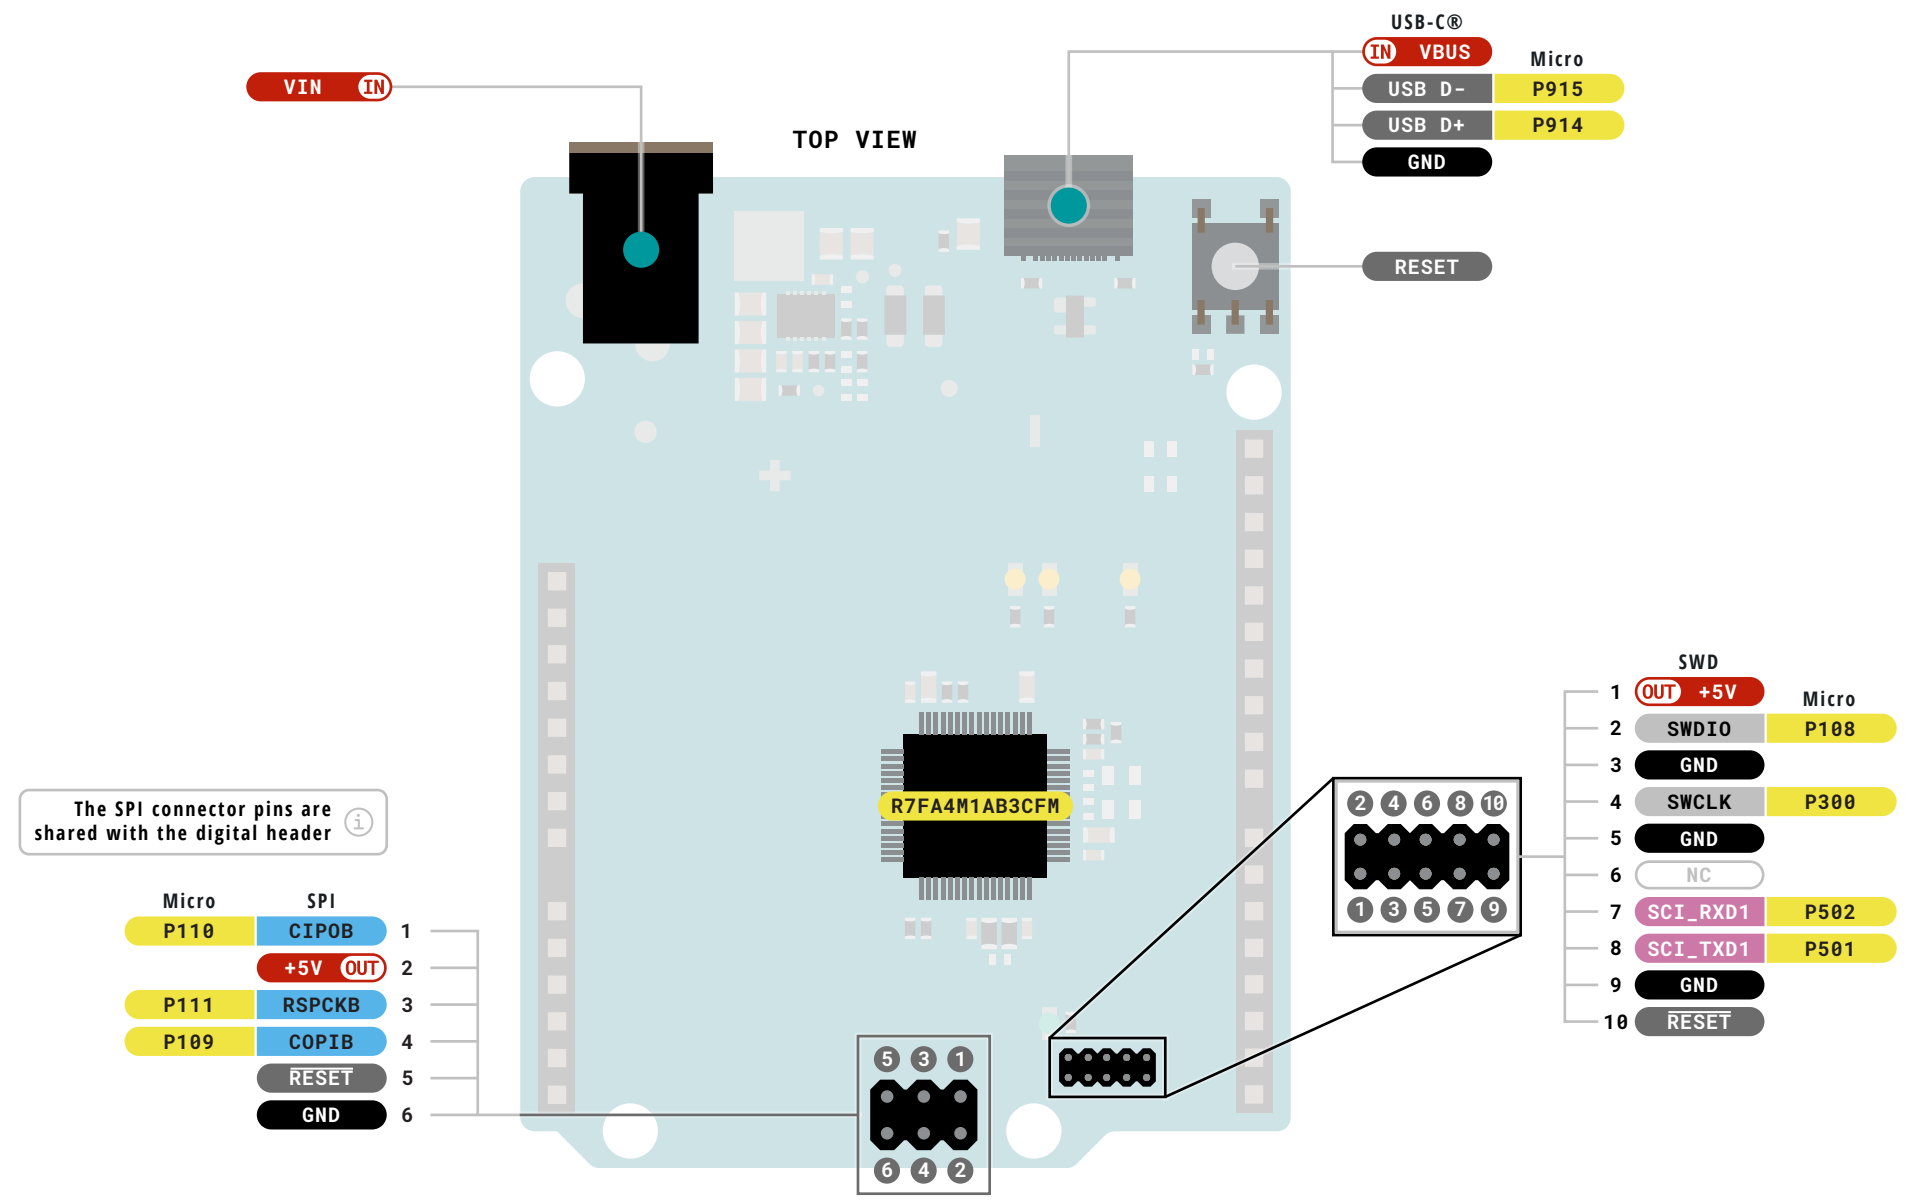 USB-C®
IN VBUS
Micro
USB D- P915
USB D+ P914
GND
VIN IN
TOP VIEW
RESET
R7FA4M1AB3CFM
SWD
Micro
1 OUT +5V
2 SWDIO P108
3 GND
4 SWCLK P300
5 GND
6 NC
7 SCI_RXD1 P502
8 SCI_TXD1 P501
9 GND
10 RESET
2 4 6 8 10
1 3 5 7 9
The SPI connector pins are
shared with the digital header
i
Micro SPI
P110 CIPOB 1
+5V OUT 2
P111 RSPCKB 3
P109 COPIB 4
RESET 5
GND 6
5 3 1
6 4 2